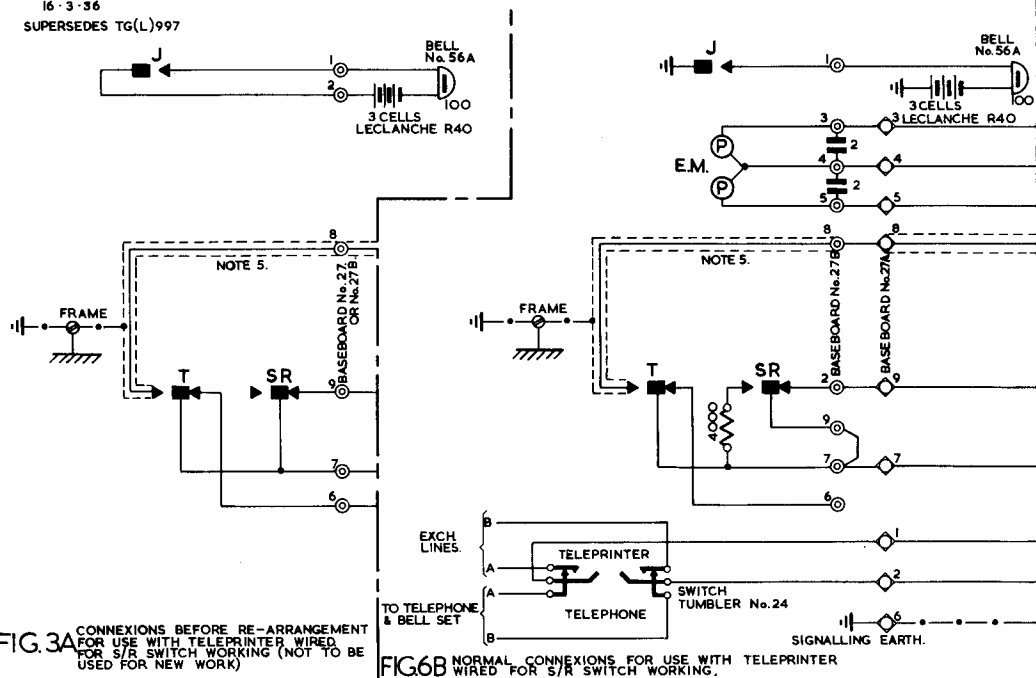 16·3·36
SUPERSEDES TG(L)997
J
1
2
BELL
No. 56A
100
3 CELLS
LECLANCHE R40
8
NOTE 5.
BASEBOARD No. 27.
OR No. 27B.
FRAME
T
SR
9
7
6
FIG. 3A CONNEXIONS BEFORE RE-ARRANGEMENT
FOR USE WITH TELEPRINTER WIRED
FOR S/R SWITCH WORKING (NOT TO BE
USED FOR NEW WORK)
J
1
BELL
No. 56A
100
3 CELLS
LECLANCHE R40
3
3
P
2
E.M.
4
4
P
2
5
5
8
8
NOTE 5.
BASEBOARD No. 27B
BASEBOARD No. 27A
FRAME
T
SR
2
9
4000
9
7
7
6
EXCH.
LINES.
B
A
TELEPRINTER
1
2
TO TELEPHONE
& BELL SET
A
B
TELEPHONE
SWITCH
TUMBLER No. 24
6
SIGNALLING EARTH.
FIG. 6B NORMAL CONNEXIONS FOR USE WITH TELEPRINTER
WIRED FOR S/R SWITCH WORKING.